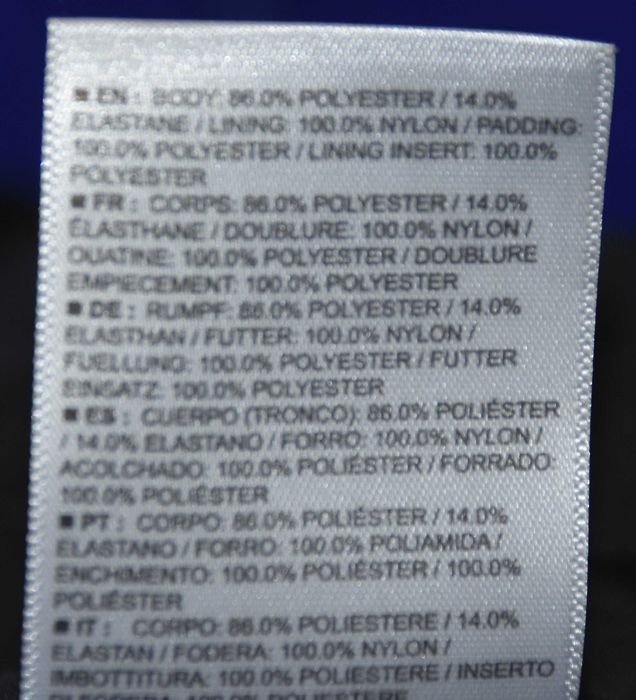 ■ EN : BODY: 86.0% POLYESTER / 14.0%
ELASTANE / LINING: 100.0% NYLON / PADDING:
100.0% POLYESTER / LINING INSERT: 100.0%
POLYESTER
■ FR : CORPS: 86.0% POLYESTER / 14.0%
ÉLASTHANE / DOUBLURE: 100.0% NYLON /
OUATINE: 100.0% POLYESTER / DOUBLURE
EMPIECEMENT: 100.0% POLYESTER
■ DE : RUMPF: 86.0% POLYESTER / 14.0%
ELASTHAN / FUTTER: 100.0% NYLON /
FUELLUNG: 100.0% POLYESTER / FUTTER
EINSATZ: 100.0% POLYESTER
■ ES : CUERPO (TRONCO): 86.0% POLIÉSTER
/ 14.0% ELASTANO / FORRO: 100.0% NYLON /
ACOLCHADO: 100.0% POLIÉSTER / FORRADO:
100.0% POLIÉSTER
■ PT : CORPO: 86.0% POLIÉSTER / 14.0%
ELASTANO / FORRO: 100.0% POLIAMIDA /
ENCHIMENTO: 100.0% POLIÉSTER / 100.0%
POLIÉSTER
■ IT : CORPO: 86.0% POLIESTERE / 14.0%
ELASTAN / FODERA: 100.0% NYLON /
IMBOTTITURA: 100.0% POLIESTERE / INSERTO
100.0% POLIESTERE